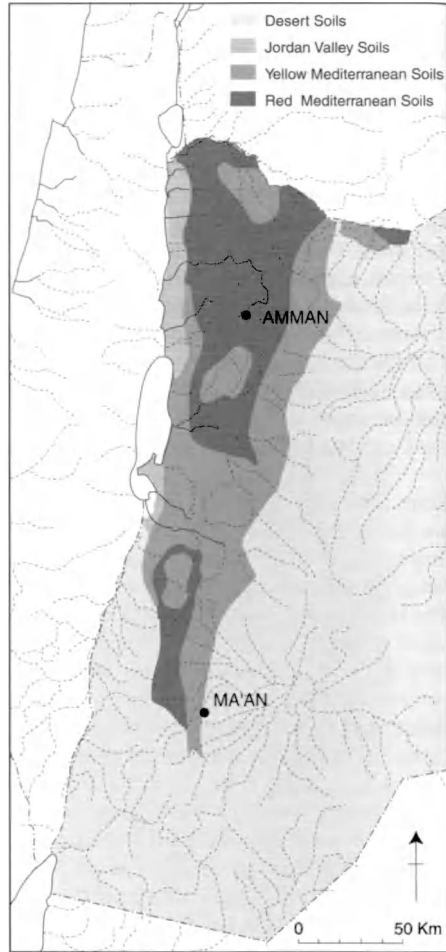 Desert Soils
Jordan Valley Soils
Yellow Mediterranean Soils
Red Mediterranean Soils
AMMAN
MA'AN
0 50 Km